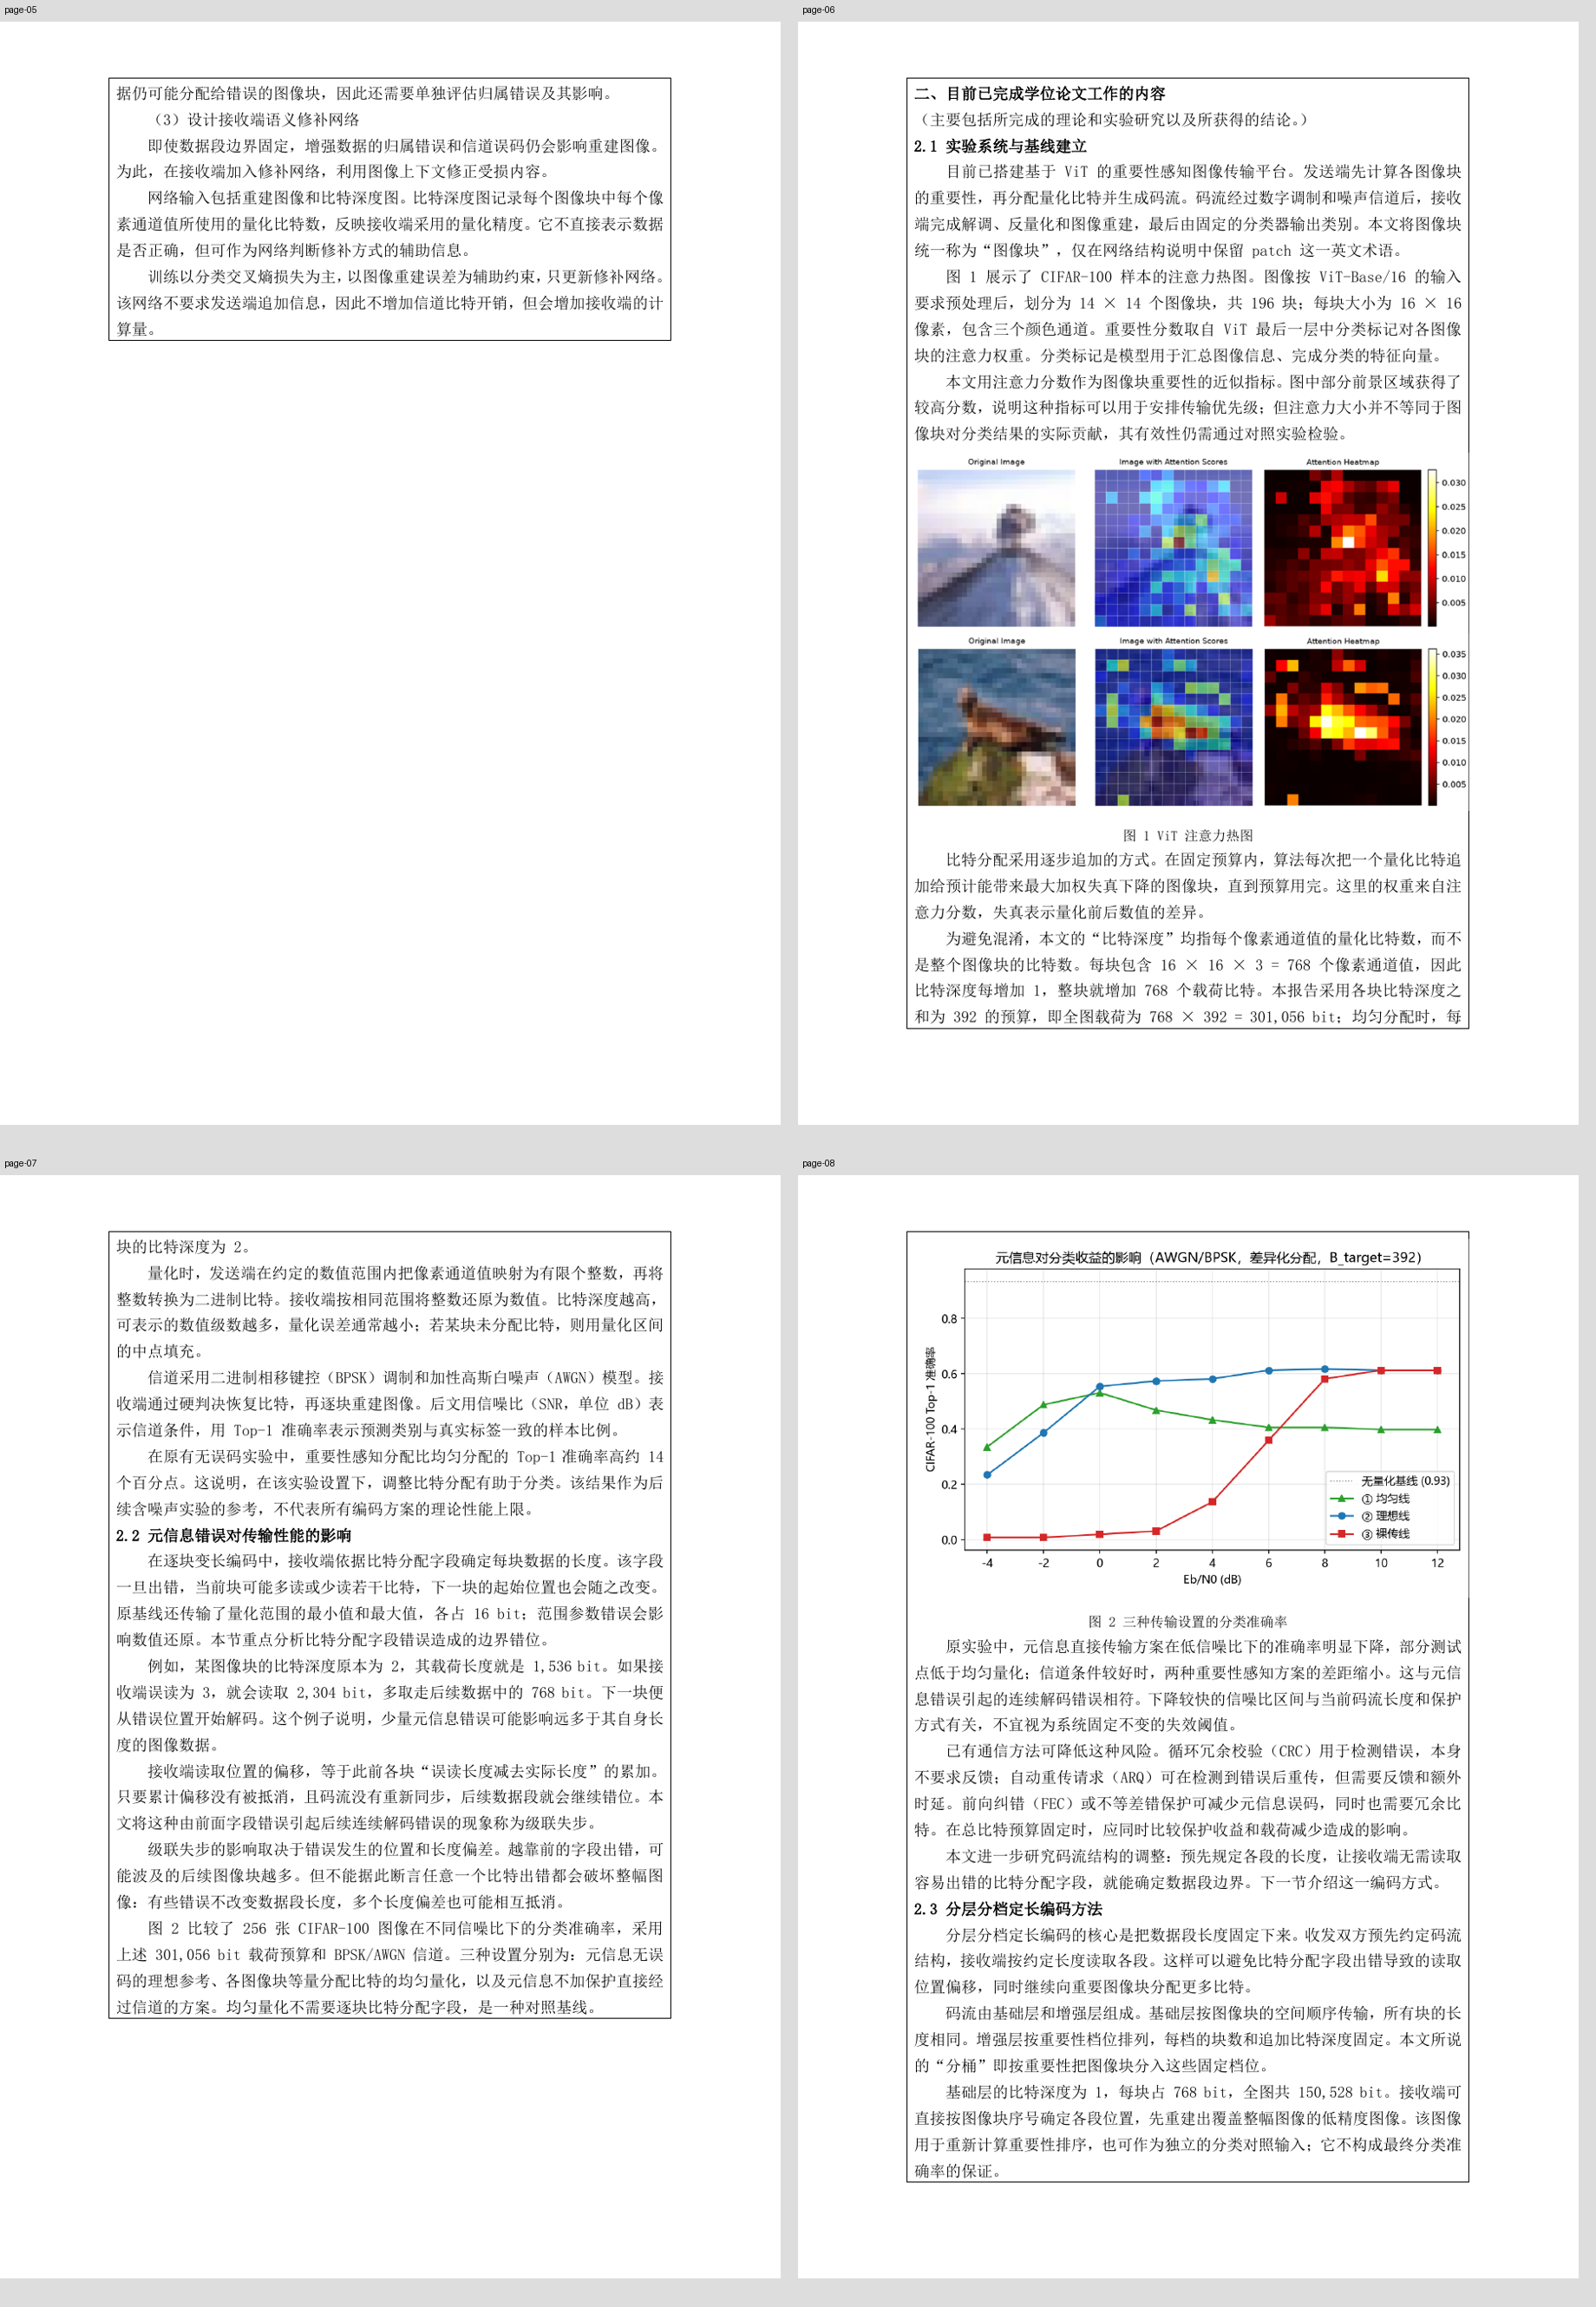 page-05
据仍可能分配给错误的图像块，因此还需要单独评估归属错误及其影响。
（3）设计接收端语义修补网络
即使数据段边界固定，增强数据的归属错误和信道误码仍会影响重建图像。
为此，在接收端加入修补网络，利用图像上下文修正受损内容。
网络输入包括重建图像和比特深度图。比特深度图记录每个图像块中每个像
素通道值所使用的量化比特数，反映接收端采用的量化精度。它不直接表示数据
是否正确，但可作为网络判断修补方式的辅助信息。
训练以分类交叉熵损失为主，以图像重建误差为辅助约束，只更新修补网络。
该网络不要求发送端追加信息，因此不增加信道比特开销，但会增加接收端的计
算量。
page-06
二、目前已完成学位论文工作的内容
（主要包括所完成的理论和实验研究以及所获得的结论。）
2.1 实验系统与基线建立
目前已搭建基于 ViT 的重要性感知图像传输平台。发送端先计算各图像块
的重要性，再分配量化比特并生成码流。码流经过数字调制和噪声信道后，接收
端完成解调、反量化和图像重建，最后由固定的分类器输出类别。本文将图像块
统一称为“图像块”，仅在网络结构说明中保留 patch 这一英文术语。
图 1 展示了 CIFAR-100 样本的注意力热图。图像按 ViT-Base/16 的输入
要求预处理后，划分为 14 × 14 个图像块，共 196 块；每块大小为 16 × 16
像素，包含三个颜色通道。重要性分数取自 ViT 最后一层中分类标记对各图像
块的注意力权重。分类标记是模型用于汇总图像信息、完成分类的特征向量。
本文用注意力分数作为图像块重要性的近似指标。图中部分前景区域获得了
较高分数，说明这种指标可以用于安排传输优先级；但注意力大小并不等同于图
像块对分类结果的实际贡献，其有效性仍需通过对照实验检验。
Original Image
Image with Attention Scores
Attention Heatmap
0.030
0.025
0.020
0.015
0.010
0.005
Original Image
Image with Attention Scores
Attention Heatmap
0.035
0.030
0.025
0.020
0.015
0.010
0.005
图 1 ViT 注意力热图
比特分配采用逐步追加的方式。在固定预算内，算法每次把一个量化比特追
加给预计能带来最大加权失真下降的图像块，直到预算用完。这里的权重来自注
意力分数，失真表示量化前后数值的差异。
为避免混淆，本文的“比特深度”均指每个像素通道值的量化比特数，而不
是整个图像块的比特数。每块包含 16 × 16 × 3 = 768 个像素通道值，因此
比特深度每增加 1，整块就增加 768 个载荷比特。本报告采用各块比特深度之
和为 392 的预算，即全图载荷为 768 × 392 = 301,056 bit；均匀分配时，每
page-07
块的比特深度为 2。
量化时，发送端在约定的数值范围内把像素通道值映射为有限个整数，再将
整数转换为二进制比特。接收端按相同范围将整数还原为数值。比特深度越高，
可表示的数值级数越多，量化误差通常越小；若某块未分配比特，则用量化区间
的中点填充。
信道采用二进制相移键控（BPSK）调制和加性高斯白噪声（AWGN）模型。接
收端通过硬判决恢复比特，再逐块重建图像。后文用信噪比（SNR，单位 dB）表
示信道条件，用 Top-1 准确率表示预测类别与真实标签一致的样本比例。
在原有无误码实验中，重要性感知分配比均匀分配的 Top-1 准确率高约 14
个百分点。这说明，在该实验设置下，调整比特分配有助于分类。该结果作为后
续含噪声实验的参考，不代表所有编码方案的理论性能上限。
2.2 元信息错误对传输性能的影响
在逐块变长编码中，接收端依据比特分配字段确定每块数据的长度。该字段
一旦出错，当前块可能多读或少读若干比特，下一块的起始位置也会随之改变。
原基线还传输了量化范围的最小值和最大值，各占 16 bit；范围参数错误会影
响数值还原。本节重点分析比特分配字段错误造成的边界错位。
例如，某图像块的比特深度原本为 2，其载荷长度就是 1,536 bit。如果接
收端误读为 3，就会读取 2,304 bit，多取走后续数据中的 768 bit。下一块便
从错误位置开始解码。这个例子说明，少量元信息错误可能影响远多于其自身长
度的图像数据。
接收端读取位置的偏移，等于此前各块“误读长度减去实际长度”的累加。
只要累计偏移没有被抵消，且码流没有重新同步，后续数据段就会继续错位。本
文将这种由前面字段错误引起后续连续解码错误的现象称为级联失步。
级联失步的影响取决于错误发生的位置和长度偏差。越靠前的字段出错，可
能波及的后续图像块越多。但不能据此断言任意一个比特出错都会破坏整幅图
像：有些错误不改变数据段长度，多个长度偏差也可能相互抵消。
图 2 比较了 256 张 CIFAR-100 图像在不同信噪比下的分类准确率，采用
上述 301,056 bit 载荷预算和 BPSK/AWGN 信道。三种设置分别为：元信息无误
码的理想参考、各图像块等量分配比特的均匀量化，以及元信息不加保护直接经
过信道的方案。均匀量化不需要逐块比特分配字段，是一种对照基线。
page-08
元信息对分类收益的影响（AWGN/BPSK，差异化分配，B_target=392）
CIFAR-100 Top-1 准确率
0.8
0.6
0.4
0.2
0.0
无量化基线 (0.93)
① 均匀线
② 理想线
③ 裸传线
-4 -2 0 2 4 6 8 10 12
Eb/N0 (dB)
图 2 三种传输设置的分类准确率
原实验中，元信息直接传输方案在低信噪比下的准确率明显下降，部分测试
点低于均匀量化；信道条件较好时，两种重要性感知方案的差距缩小。这与元信
息错误引起的连续解码错误相符。下降较快的信噪比区间与当前码流长度和保护
方式有关，不宜视为系统固定不变的失效阈值。
已有通信方法可降低这种风险。循环冗余校验（CRC）用于检测错误，本身
不要求反馈；自动重传请求（ARQ）可在检测到错误后重传，但需要反馈和额外
时延。前向纠错（FEC）或不等差错保护可减少元信息误码，同时也需要冗余比
特。在总比特预算固定时，应同时比较保护收益和载荷减少造成的影响。
本文进一步研究码流结构的调整：预先规定各段的长度，让接收端无需读取
容易出错的比特分配字段，就能确定数据段边界。下一节介绍这一编码方式。
2.3 分层分档定长编码方法
分层分档定长编码的核心是把数据段长度固定下来。收发双方预先约定码流
结构，接收端按约定长度读取各段。这样可以避免比特分配字段出错导致的读取
位置偏移，同时继续向重要图像块分配更多比特。
码流由基础层和增强层组成。基础层按图像块的空间顺序传输，所有块的长
度相同。增强层按重要性档位排列，每档的块数和追加比特深度固定。本文所说
的“分桶”即按重要性把图像块分入这些固定档位。
基础层的比特深度为 1，每块占 768 bit，全图共 150,528 bit。接收端可
直接按图像块序号确定各段位置，先重建出覆盖整幅图像的低精度图像。该图像
用于重新计算重要性排序，也可作为独立的分类对照输入；它不构成最终分类准
确率的保证。